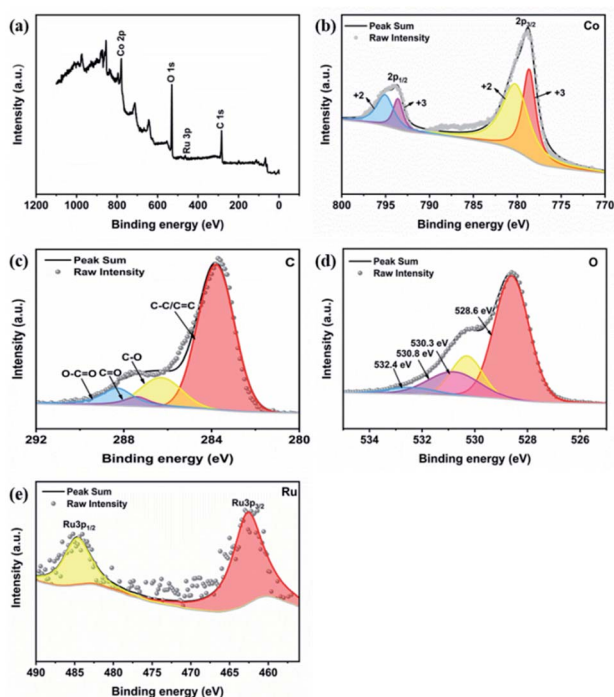 (a)
Intensity (a.u.)
Co 2p
O 1s
Ru 3p
C 1s
1200 1000 800 600 400 200 0
Binding energy (eV)
(b)
Peak Sum
Raw Intensity
Co
2p3/2
2p1/2
+2
+3
+2
+3
Intensity (a.u.)
800 795 790 785 780 775 770
Binding energy (eV)
(c)
Peak Sum
Raw Intensity
C
C-C/C=C
C-O
O-C=O C=O
Intensity (a.u.)
292 288 284 280
Binding energy (eV)
(d)
Peak Sum
Raw Intensity
O
528.6 eV
530.3 eV
530.8 eV
532.4 eV
Intensity (a.u.)
534 532 530 528 526
Binding energy (eV)
(e)
Peak Sum
Raw Intensity
Ru
Ru3p1/2
Ru3p3/2
Intensity (a.u.)
490 485 480 475 470 465 460
Binding energy (eV)